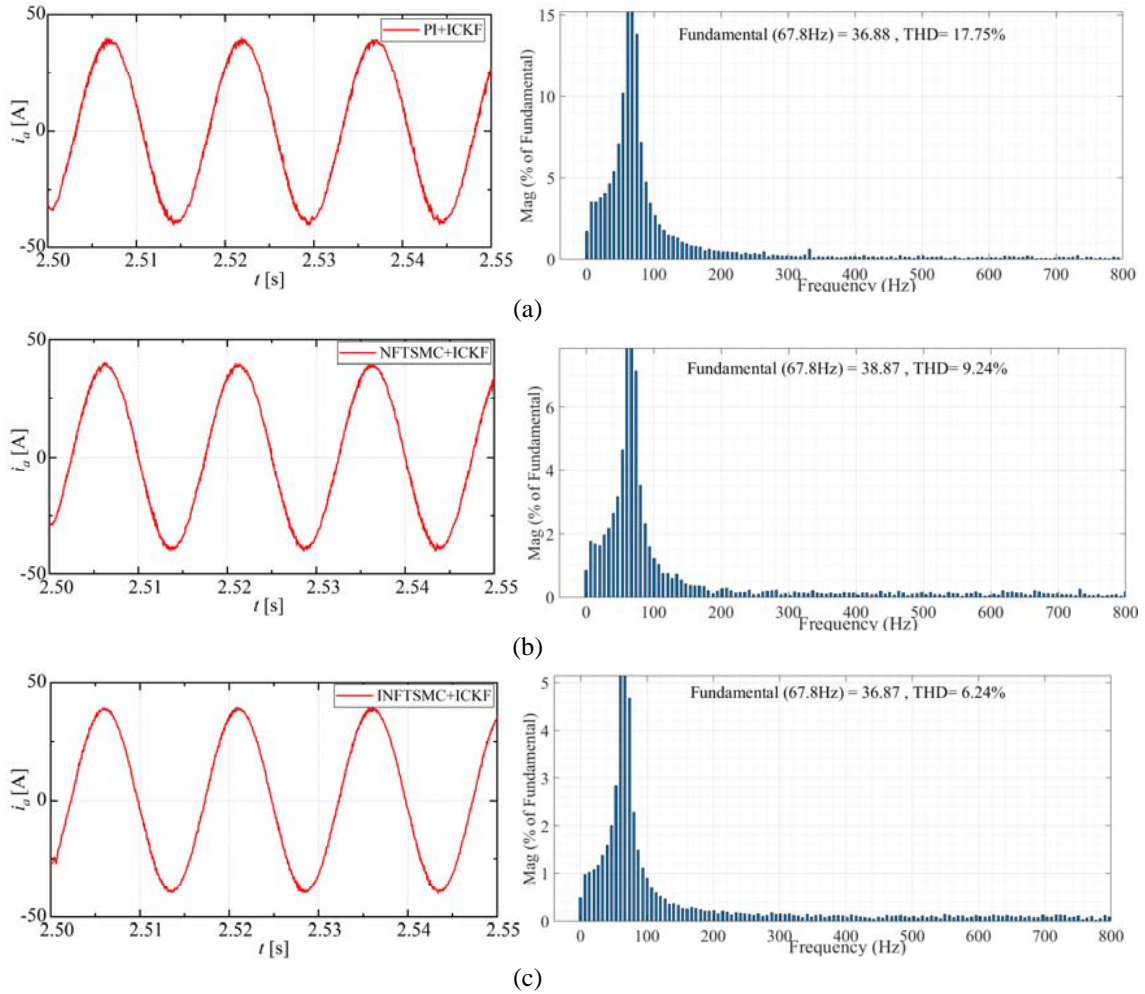 50
PI+ICKF
0
i_a [A]
-50
2.50 2.51 2.52 2.53 2.54 2.55
t [s]
15
Fundamental (67.8Hz) = 36.88 , THD= 17.75%
10
5
0
Mag (% of Fundamental)
0 100 200 300 400 500 600 700 800
Frequency (Hz)
(a)
50
NFTSMC+ICKF
0
i_a [A]
-50
2.50 2.51 2.52 2.53 2.54 2.55
t [s]
Fundamental (67.8Hz) = 38.87 , THD= 9.24%
6
4
2
0
Mag (% of Fundamental)
0 100 200 300 400 500 600 700 800
Frequency (Hz)
(b)
50
INFTSMC+ICKF
0
i_a [A]
-50
2.50 2.51 2.52 2.53 2.54 2.55
t [s]
5
Fundamental (67.8Hz) = 36.87 , THD= 6.24%
4
3
2
1
0
Mag (% of Fundamental)
0 100 200 300 400 500 600 700 800
Frequency (Hz)
(c)